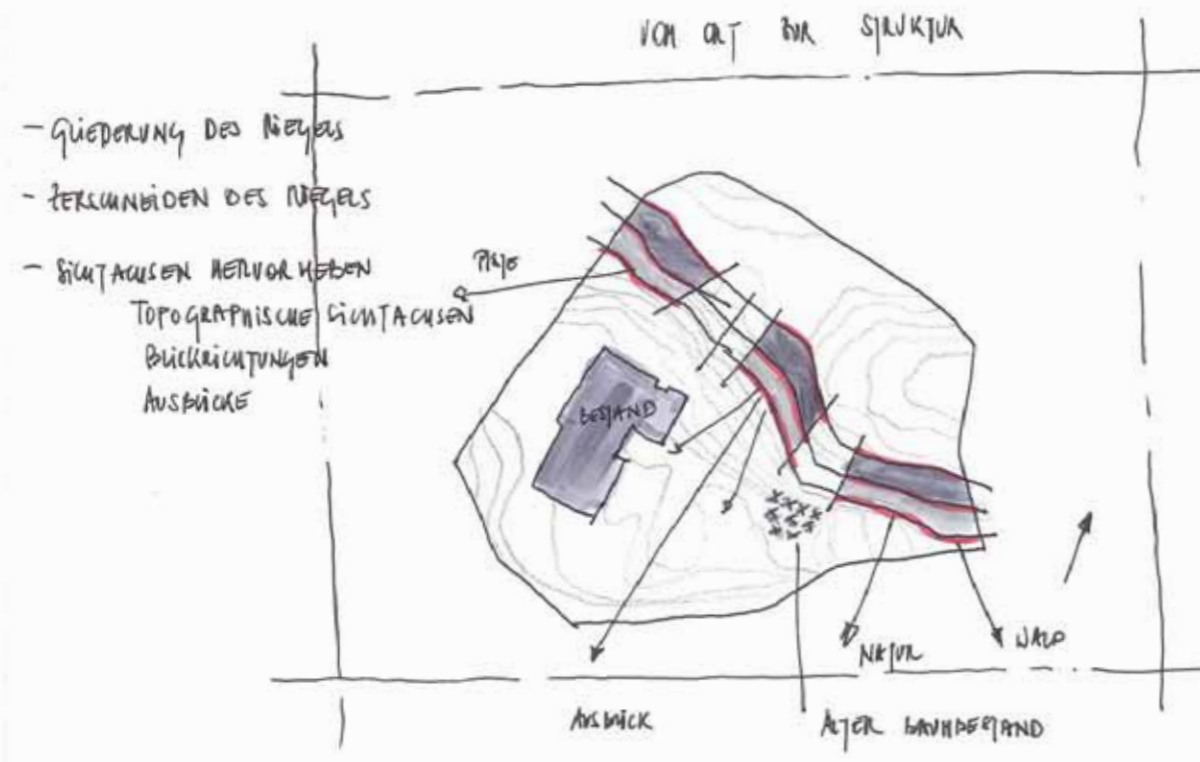 VOM ORT ZUR STRUKTUR
- GLIEDERUNG DES RIEGELS
- ZERSCHNEIDEN DES RIEGELS
- SICHTACHSEN HERVORHEBEN
TOPOGRAPHISCHE SICHTACHSEN
BLICKRICHTUNGEN
AUSBLICKE
PISTE
BESTAND
NATUR
WALD
AUSBLICK
ALTER BAUMBESTAND